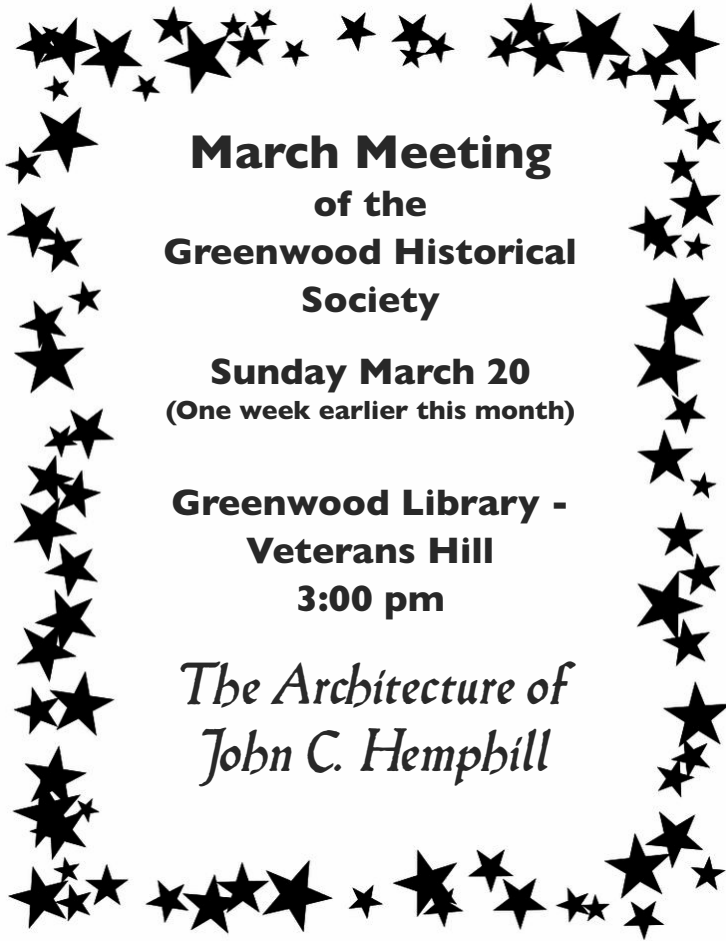 March Meeting
of the
Greenwood Historical
Society
Sunday March 20
(One week earlier this month)
Greenwood Library -
Veterans Hill
3:00 pm
The Architecture of
John C. Hemphill